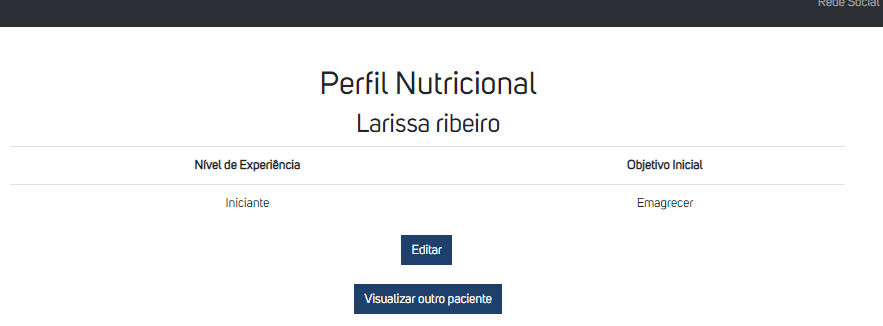 Rede Social
Perfil Nutricional
Larissa ribeiro
Nível de Experiência Objetivo Inicial
Iniciante Emagrecer
Editar
Visualizar outro paciente